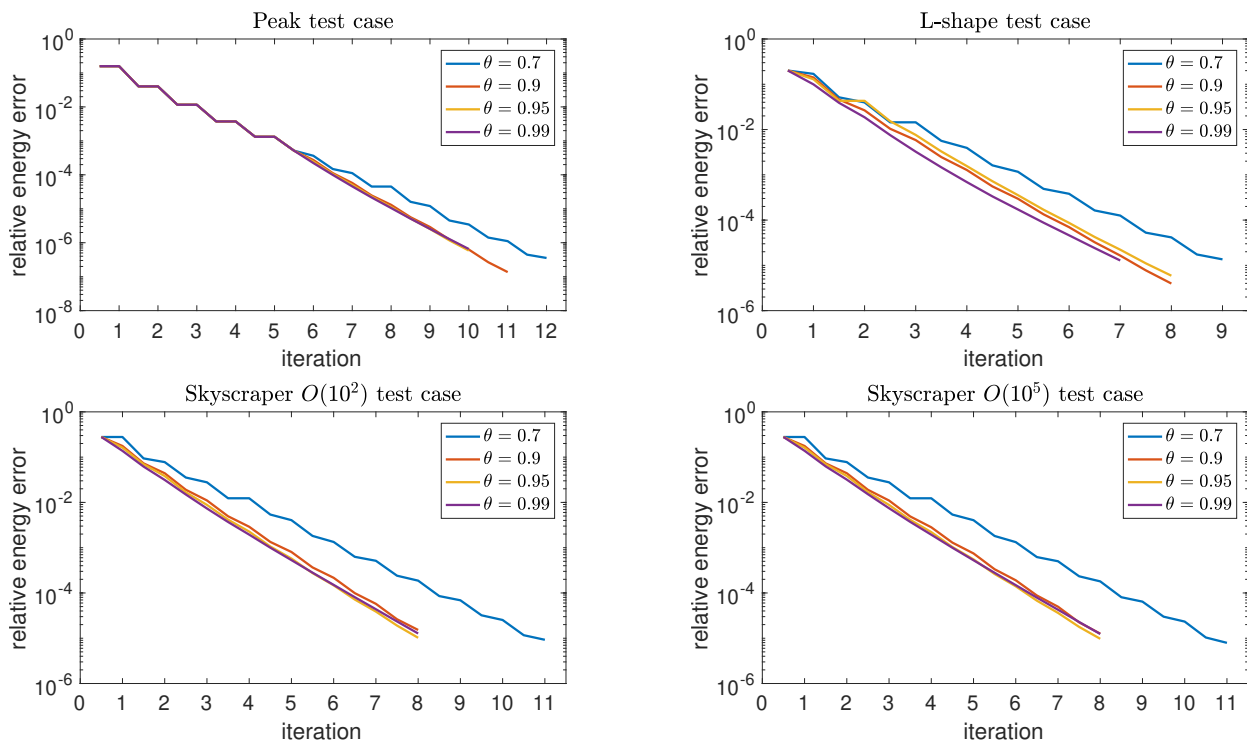 Peak test case
10^0
10^-2
10^-4
10^-6
10^-8
relative energy error
θ = 0.7
θ = 0.9
θ = 0.95
θ = 0.99
0 1 2 3 4 5 6 7 8 9 10 11 12
iteration
L-shape test case
10^0
10^-2
10^-4
10^-6
relative energy error
θ = 0.7
θ = 0.9
θ = 0.95
θ = 0.99
0 1 2 3 4 5 6 7 8 9
iteration
Skyscraper O(10^2) test case
10^0
10^-2
10^-4
10^-6
relative energy error
θ = 0.7
θ = 0.9
θ = 0.95
θ = 0.99
0 1 2 3 4 5 6 7 8 9 10 11
iteration
Skyscraper O(10^5) test case
10^0
10^-2
10^-4
10^-6
relative energy error
θ = 0.7
θ = 0.9
θ = 0.95
θ = 0.99
0 1 2 3 4 5 6 7 8 9 10 11
iteration